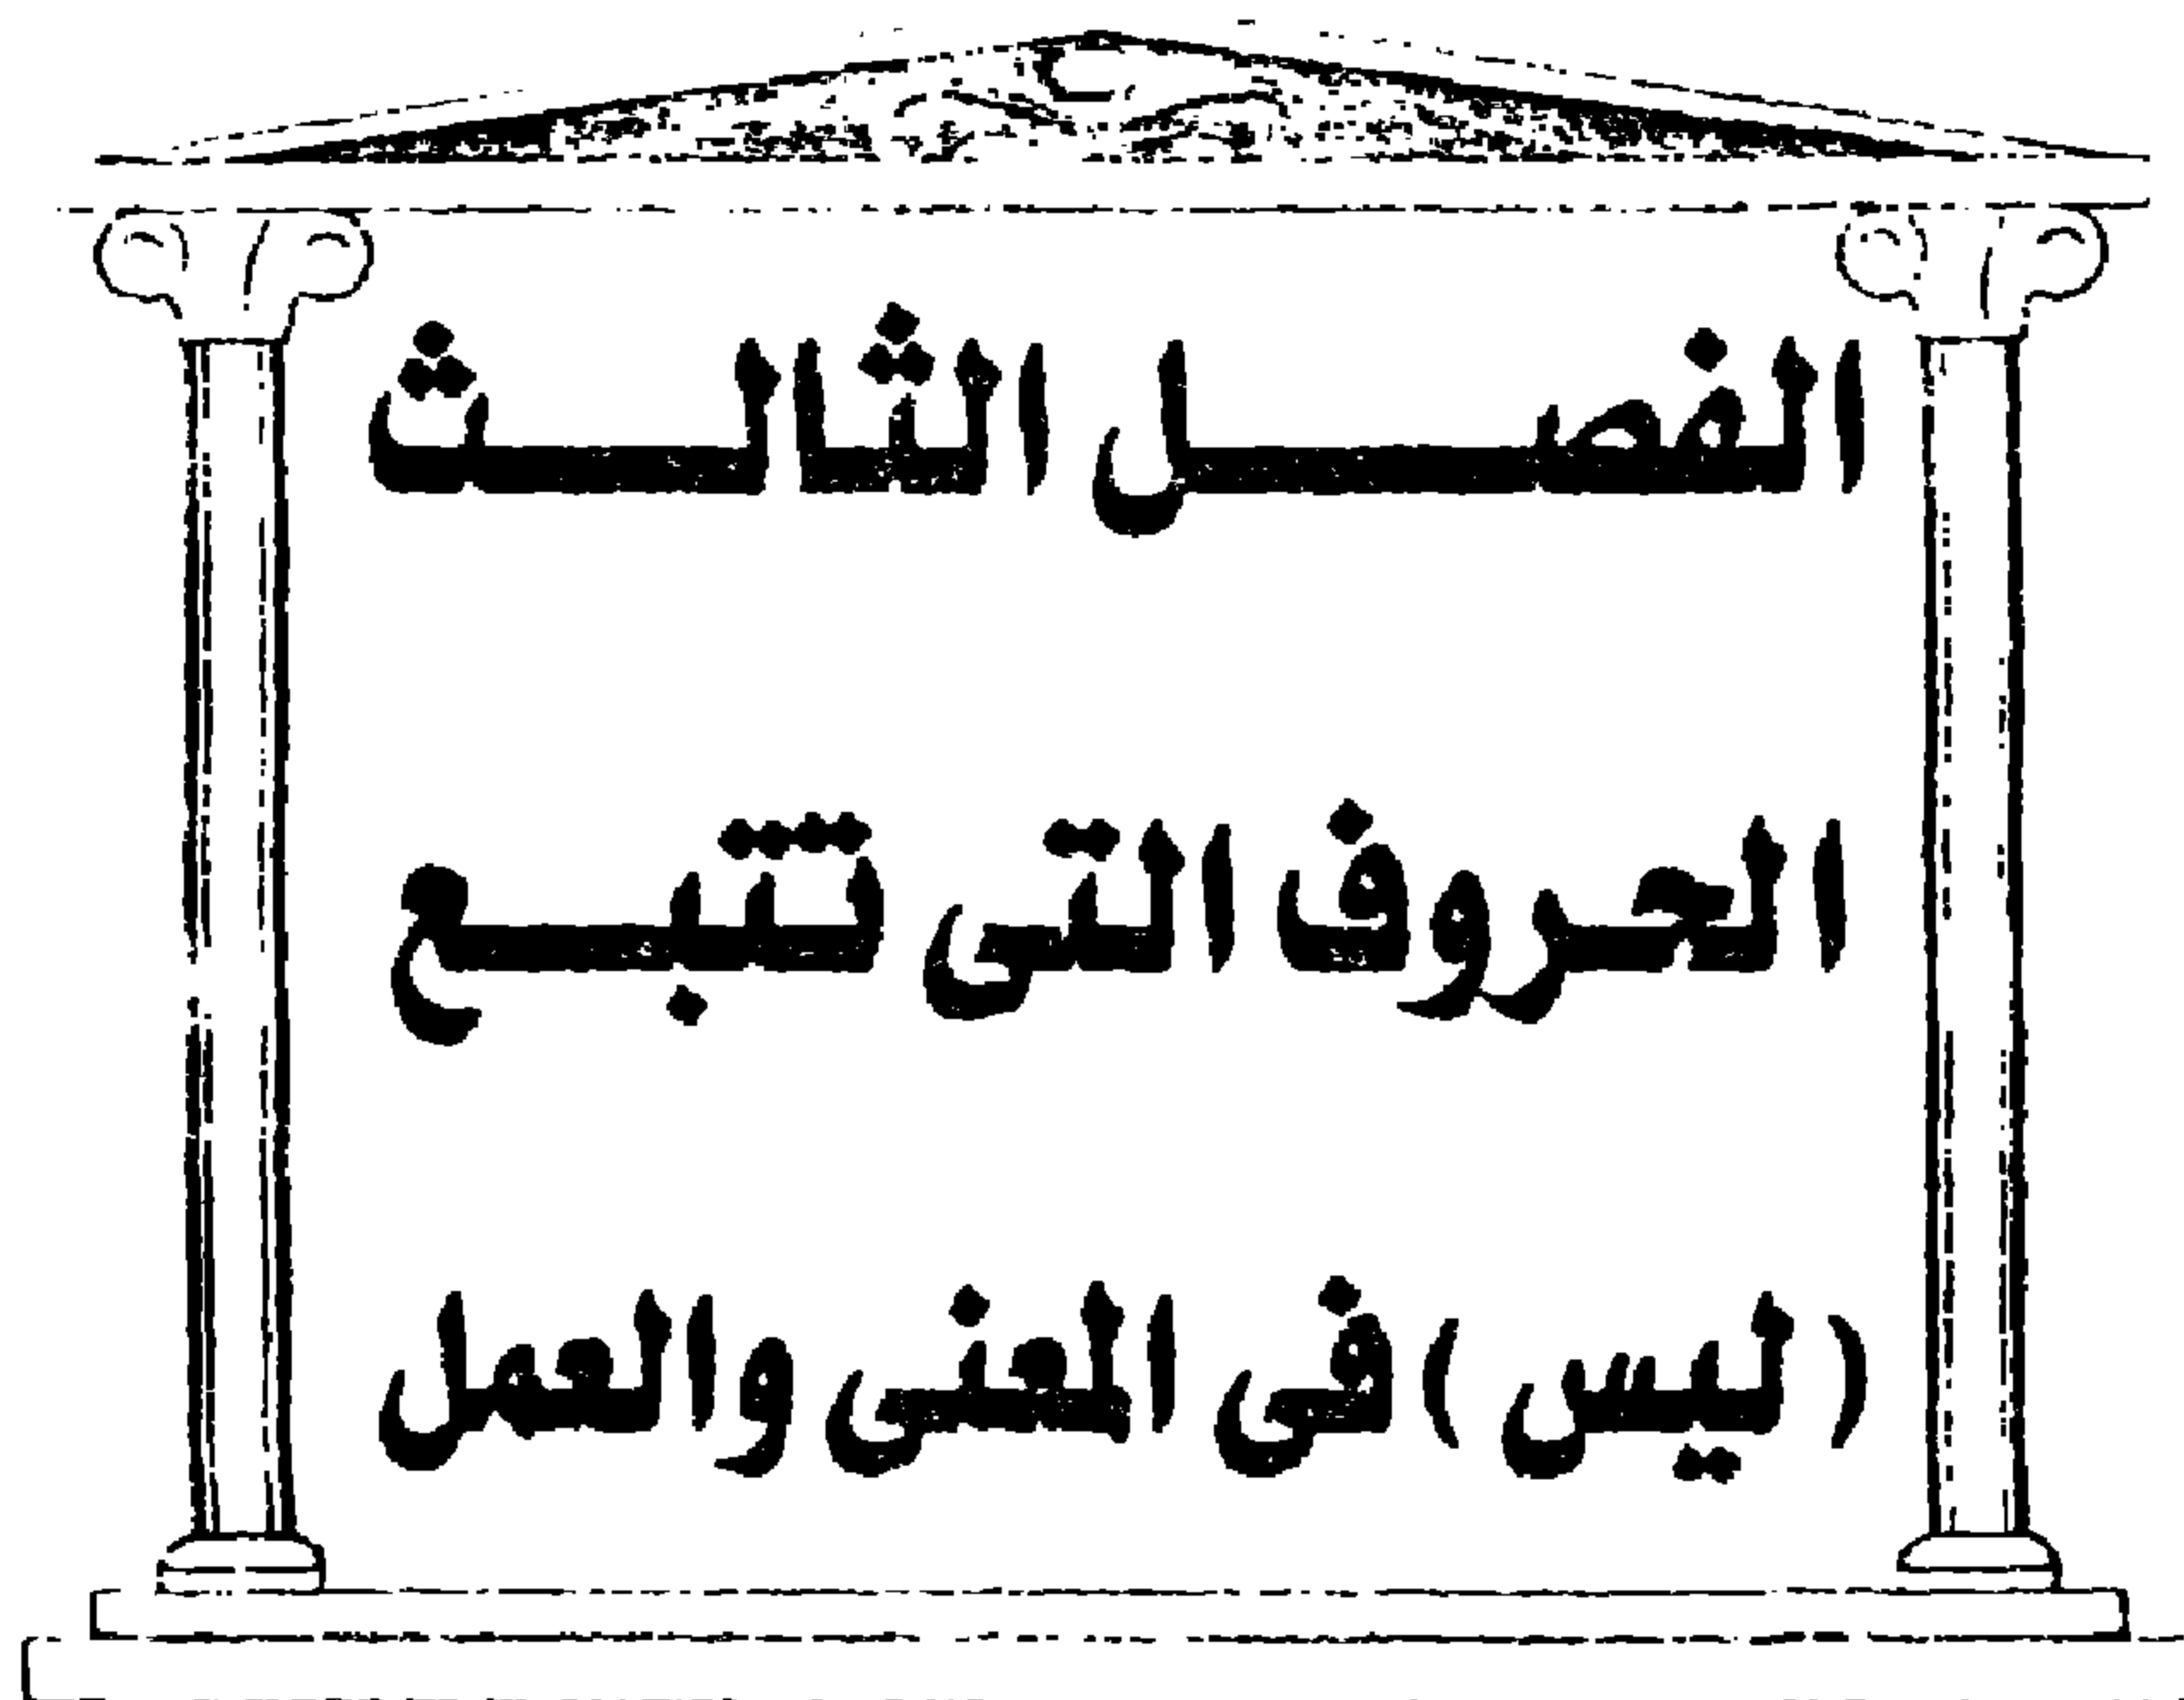 الفصل الثالث
الحروف التى تتبع
(ليس) فى المعنى والعمل